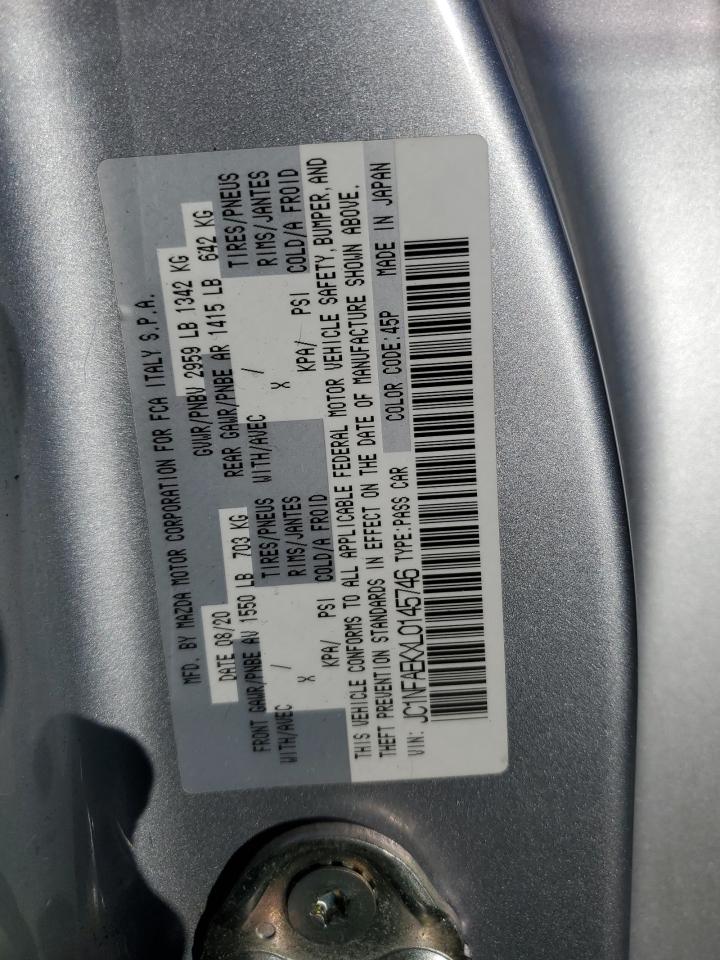 MFD. BY MAZDA MOTOR CORPORATION FOR FCA ITALY S.P.A.
DATE 08/20 GVWR/PNBV 2959 LB 1342 KG
FRONT GAWR/PNBE AV 1550 LB 703 KG REAR GAWR/PNBE AR 1415 LB 642 KG
WITH/AVEC / TIRES/PNEUS WITH/AVEC / TIRES/PNEUS
X RIMS/JANTES X RIMS/JANTES
KPA/ PSI COLD/A FROID KPA/ PSI COLD/A FROID
THIS VEHICLE CONFORMS TO ALL APPLICABLE FEDERAL MOTOR VEHICLE SAFETY, BUMPER, AND
THEFT PREVENTION STANDARDS IN EFFECT ON THE DATE OF MANUFACTURE SHOWN ABOVE.
VIN: JC1NFAEKXL0145746 TYPE:PASS CAR COLOR CODE:45P MADE IN JAPAN